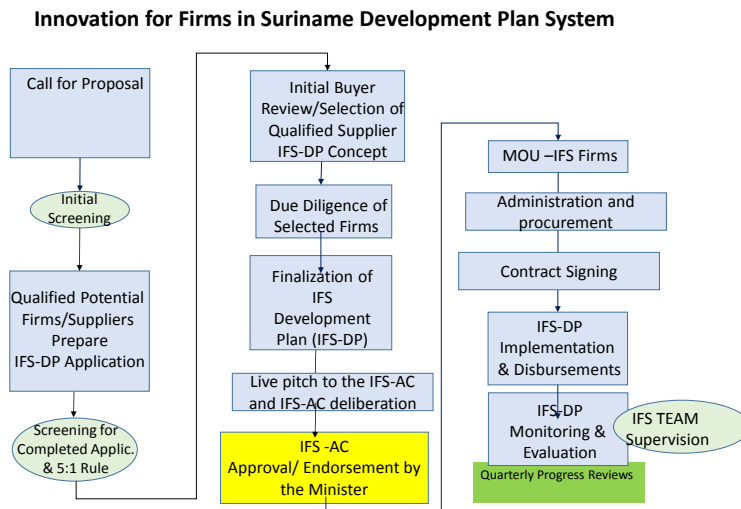 Innovation for Firms in Suriname Development Plan System
Call for Proposal
Initial
Screening
Qualified Potential
Firms/Suppliers
Prepare
IFS-DP Application
Screening for
Completed Applic.
& 5:1 Rule
Initial Buyer
Review/Selection of
Qualified Supplier
IFS-DP Concept
Due Diligence of
Selected Firms
Finalization of
IFS
Development
Plan (IFS-DP)
Live pitch to the IFS-AC
and IFS-AC deliberation
IFS -AC
Approval/ Endorsement by
the Minister
MOU –IFS Firms
Administration and
procurement
Contract Signing
IFS-DP
Implementation
& Disbursements
IFS-DP
Monitoring &
Evaluation
IFS TEAM
Supervision
Quarterly Progress Reviews